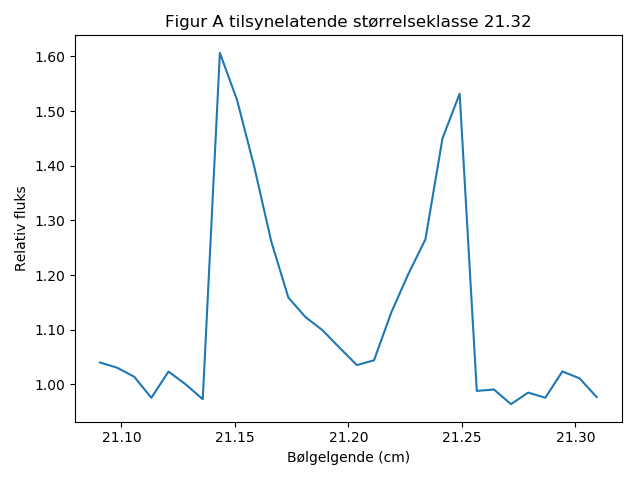 Figur A tilsynelatende størrelseklasse 21.32
1.60
1.50
1.40
1.30
1.20
1.10
1.00
Relativ fluks
21.10 21.15 21.20 21.25 21.30
Bølgelgende (cm)